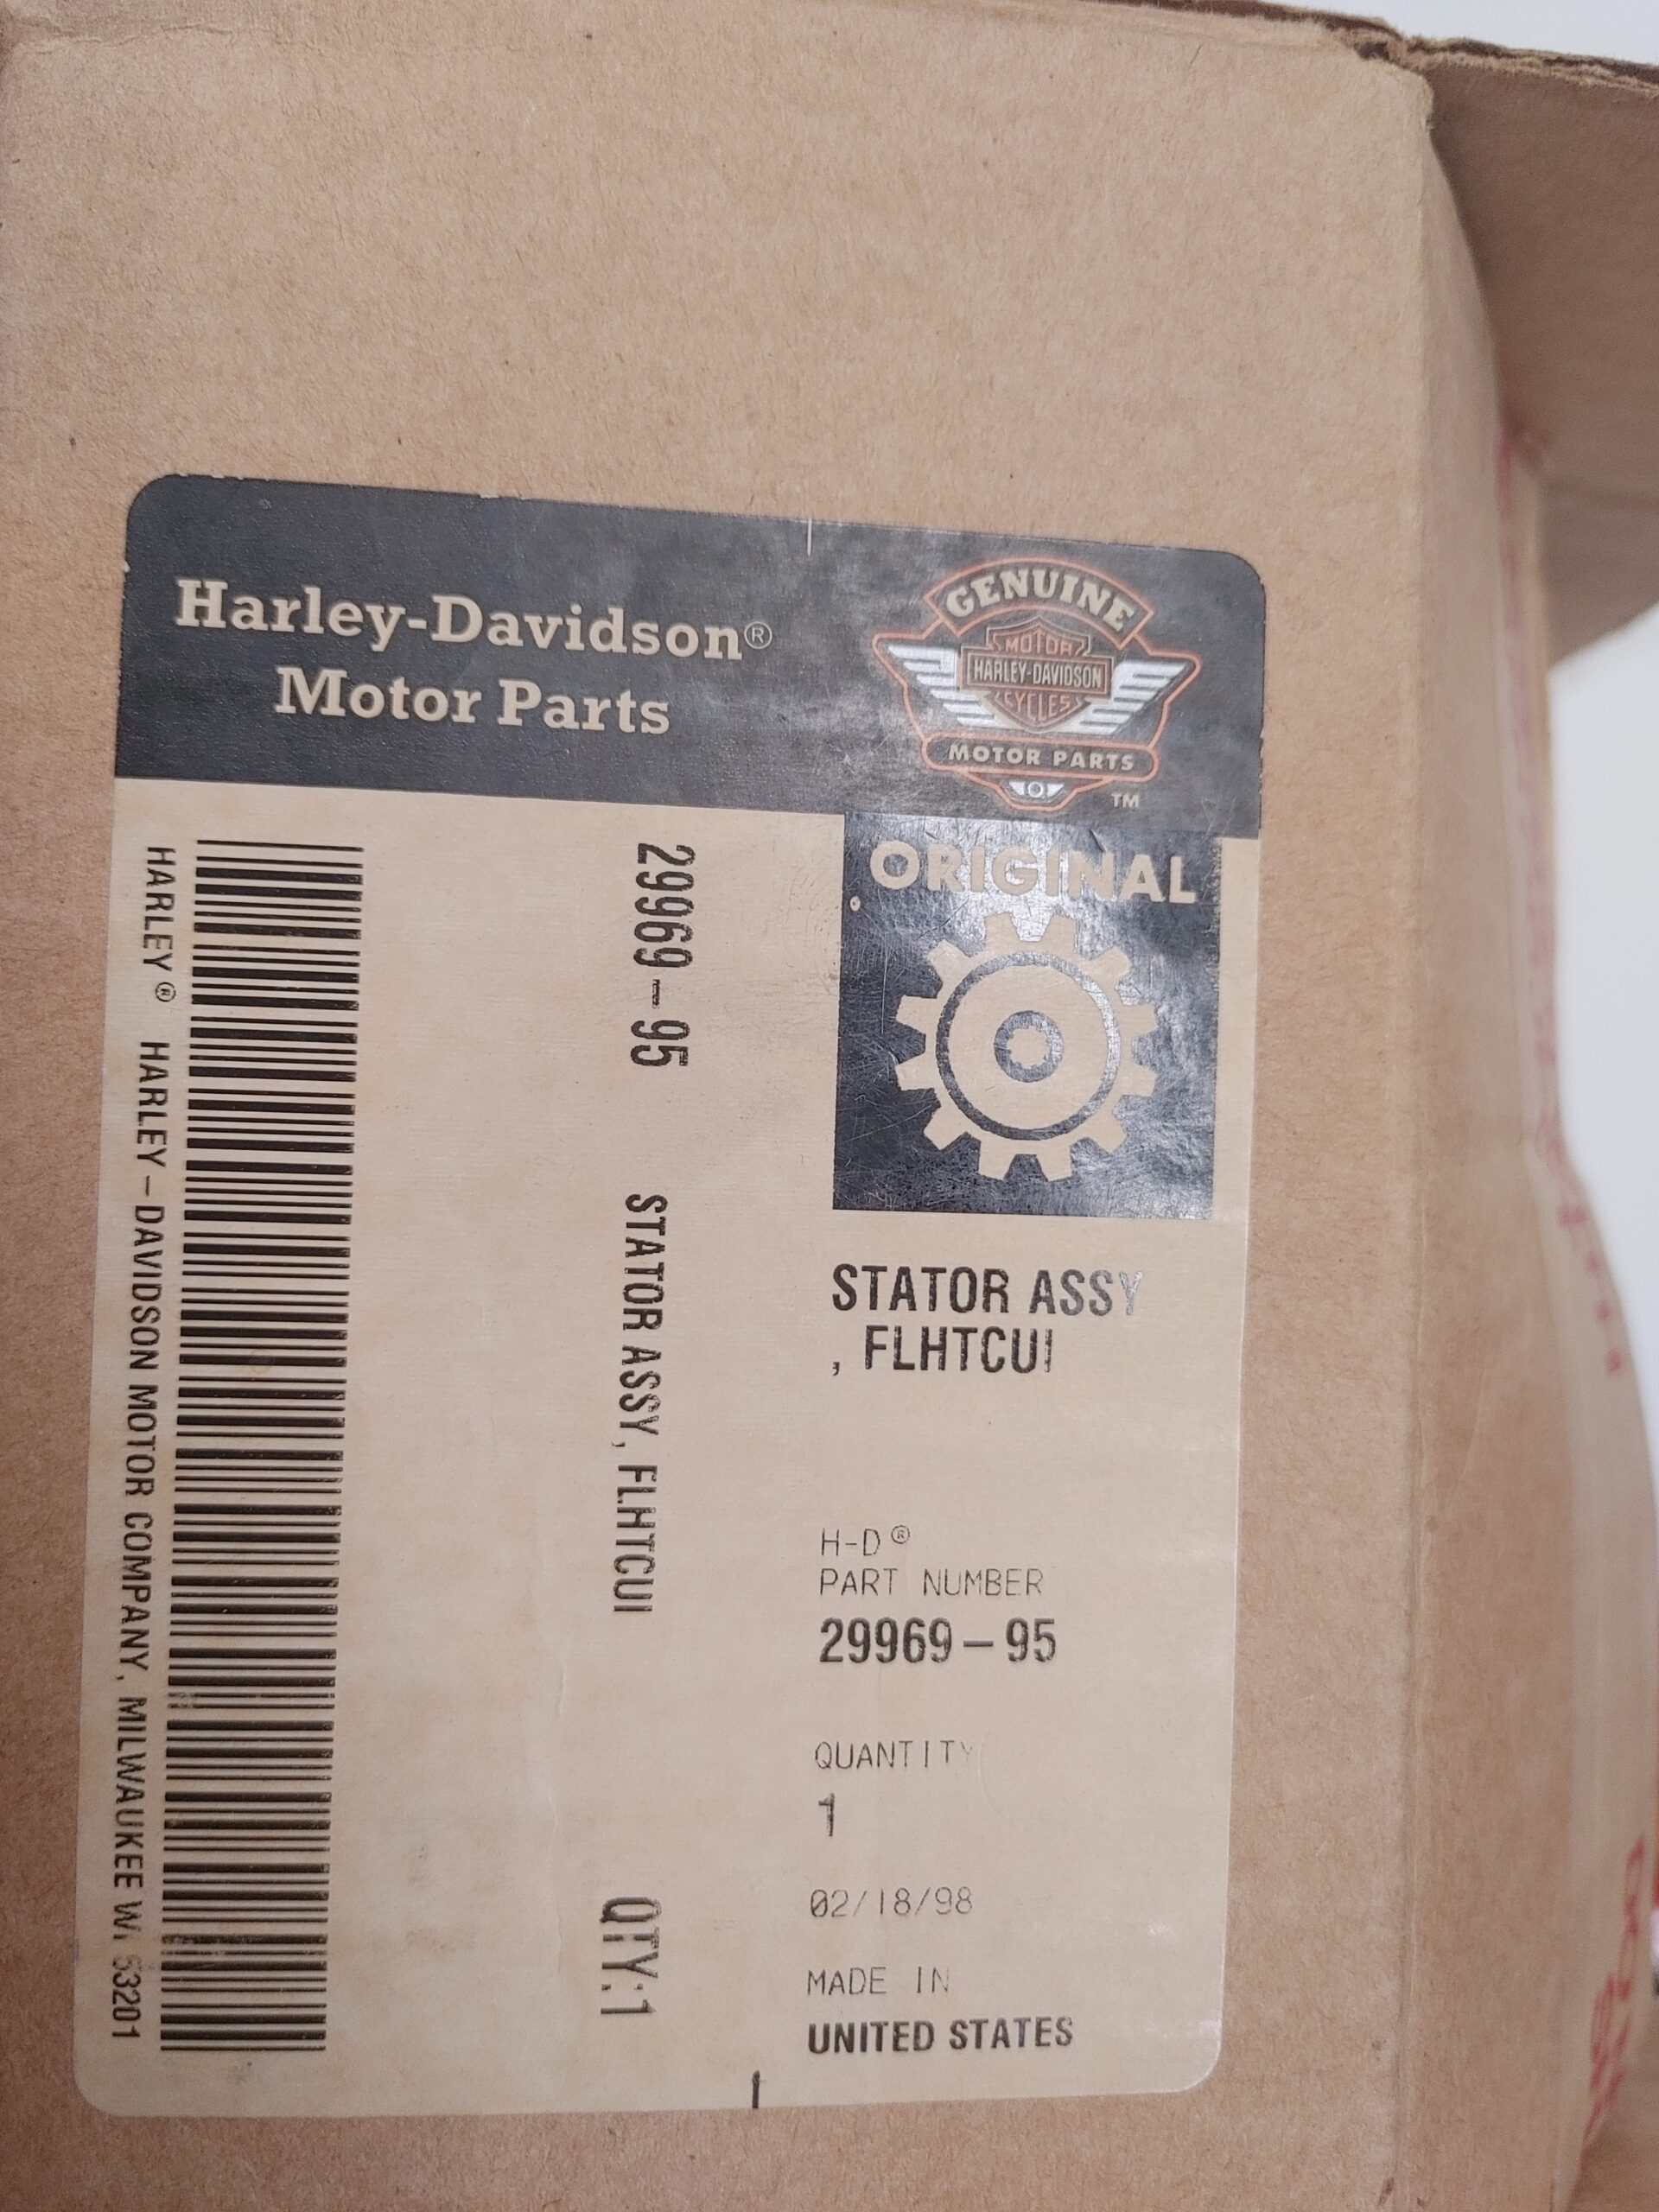 Harley-Davidson®
Motor Parts
GENUINE
MOTOR
HARLEY-DAVIDSON
CYCLES
MOTOR PARTS
TM
ORIGINAL
STATOR ASSY
, FLHTCUI
H-D®
PART NUMBER
29969-95
QUANTITY
1
02/18/98
MADE IN
UNITED STATES
29969-95 STATOR ASSY, FLHTCUI QTY:1
HARLEY® HARLEY-DAVIDSON MOTOR COMPANY, MILWAUKEE WI 53201